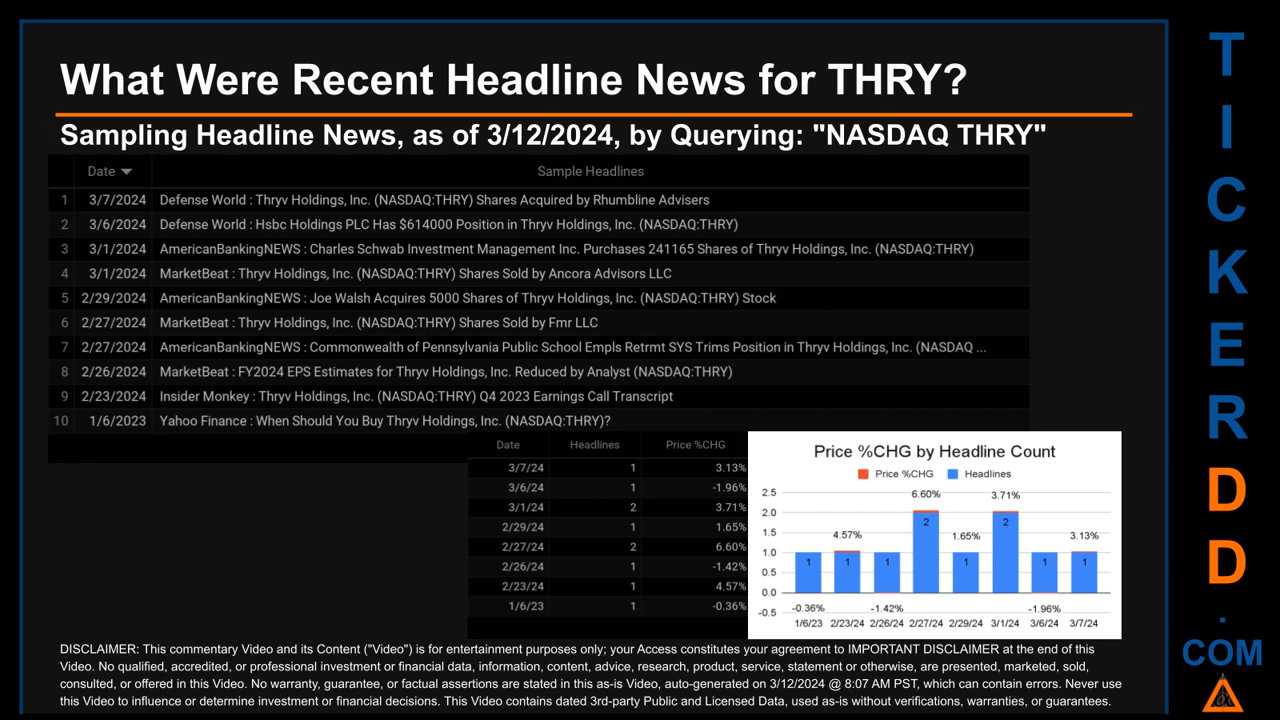 What Were Recent Headline News for THRY?
Sampling Headline News, as of 3/12/2024, by Querying: "NASDAQ THRY"
Date Sample Headlines
1 3/7/2024 Defense World : Thryv Holdings, Inc. (NASDAQ:THRY) Shares Acquired by Rhumbline Advisers
2 3/6/2024 Defense World : Hsbc Holdings PLC Has $614000 Position in Thryv Holdings, Inc. (NASDAQ:THRY)
3 3/1/2024 AmericanBankingNEWS : Charles Schwab Investment Management Inc. Purchases 241165 Shares of Thryv Holdings, Inc. (NASDAQ:THRY)
4 3/1/2024 MarketBeat : Thryv Holdings, Inc. (NASDAQ:THRY) Shares Sold by Ancora Advisors LLC
5 2/29/2024 AmericanBankingNEWS : Joe Walsh Acquires 5000 Shares of Thryv Holdings, Inc. (NASDAQ:THRY) Stock
6 2/27/2024 MarketBeat : Thryv Holdings, Inc. (NASDAQ:THRY) Shares Sold by Fmr LLC
7 2/27/2024 AmericanBankingNEWS : Commonwealth of Pennsylvania Public School Empls Retrmt SYS Trims Position in Thryv Holdings, Inc. (NASDAQ ...
8 2/26/2024 MarketBeat : FY2024 EPS Estimates for Thryv Holdings, Inc. Reduced by Analyst (NASDAQ:THRY)
9 2/23/2024 Insider Monkey : Thryv Holdings, Inc. (NASDAQ:THRY) Q4 2023 Earnings Call Transcript
10 1/6/2023 Yahoo Finance : When Should You Buy Thryv Holdings, Inc. (NASDAQ:THRY)?
Date Headlines Price %CHG
3/7/24 1 3.13%
3/6/24 1 -1.96%
3/1/24 2 3.71%
2/29/24 1 1.65%
2/27/24 2 6.60%
2/26/24 1 -1.42%
2/23/24 1 4.57%
1/6/23 1 -0.36%
Price %CHG by Headline Count
Price %CHG Headlines
2.5
2.0
1.5
1.0
0.5
0.0
-0.5
6.60% 3.71%
4.57% 1.65% 3.13%
2 2
1 1 1 1 1 1
-0.36% -1.42% -1.96%
1/6/23 2/23/24 2/26/24 2/27/24 2/29/24 3/1/24 3/6/24 3/7/24
DISCLAIMER: This commentary Video and its Content ("Video") is for entertainment purposes only; your Access constitutes your agreement to IMPORTANT DISCLAIMER at the end of this
Video. No qualified, accredited, or professional investment or financial data, information, content, advice, research, product, service, statement or otherwise, are presented, marketed, sold,
consulted, or offered in this Video. No warranty, guarantee, or factual assertions are stated in this as-is Video, auto-generated on 3/12/2024 @ 8:07 AM PST, which can contain errors. Never use
this Video to influence or determine investment or financial decisions. This Video contains dated 3rd-party Public and Licensed Data, used as-is without verifications, warranties, or guarantees.
T
I
C
K
E
R
D
D
.
COM